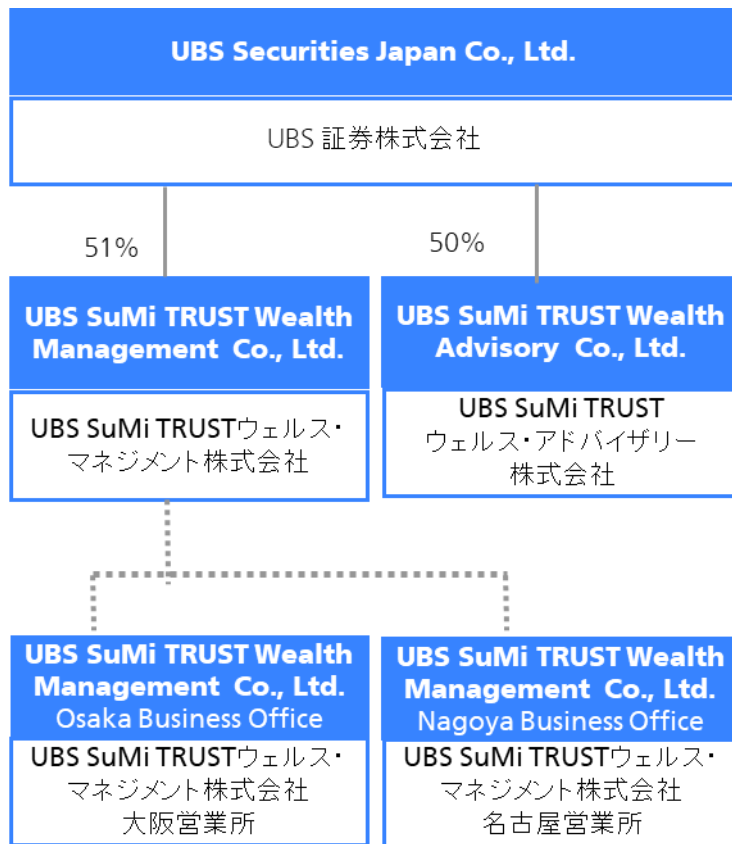 UBS Securities Japan Co., Ltd.
UBS 証券株式会社
51%
50%
UBS SuMi TRUST Wealth
Management Co., Ltd.
UBS SuMi TRUSTウェルス・
マネジメント株式会社
UBS SuMi TRUST Wealth
Advisory Co., Ltd.
UBS SuMi TRUST
ウェルス・アドバイザリー
株式会社
UBS SuMi TRUST Wealth
Management Co., Ltd.
Osaka Business Office
UBS SuMi TRUSTウェルス・
マネジメント株式会社
大阪営業所
UBS SuMi TRUST Wealth
Management Co., Ltd.
Nagoya Business Office
UBS SuMi TRUSTウェルス・
マネジメント株式会社
名古屋営業所